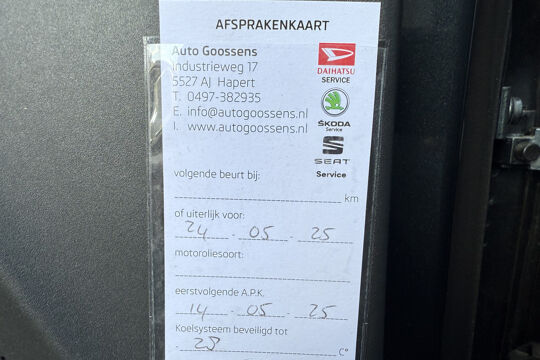 AFSPRAKENKAART
Auto Goossens
Industrieweg 17
5527 AJ Hapert
T. 0497-382935
E. info@autogoossens.nl
I. www.autogoossens.nl
DAIHATSU
SERVICE
ŠKODA
Service
SEAT
Service
volgende beurt bij:
km
of uiterlijk voor:
24 - 05 - 25
motoroliesoort:
eerstvolgende A.P.K.
14 - 05 - 25
Koelsysteem beveiligd tot
- 28 C°